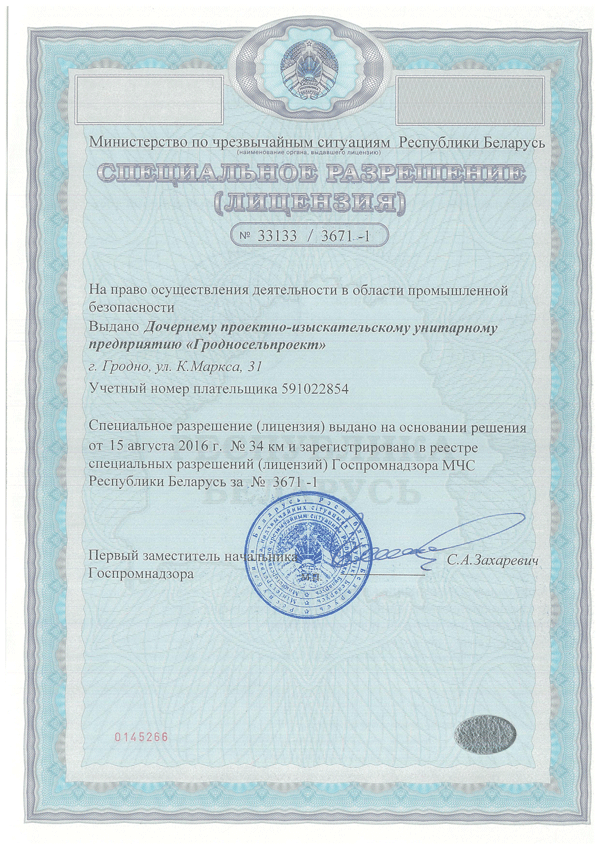 Министерство по чрезвычайным ситуациям Республики Беларусь
(наименование органа, выдавшего лицензию)
СПЕЦИАЛЬНОЕ РАЗРЕШЕНИЕ
(ЛИЦЕНЗИЯ)
№ 33133 / 3671 -1
На право осуществления деятельности в области промышленной
безопасности
Выдано Дочернему проектно-изыскательскому унитарному
предприятию «Гродносельпроект»
г. Гродно, ул. К.Маркса, 31
Учетный номер плательщика 591022854
Специальное разрешение (лицензия) выдано на основании решения
от 15 августа 2016 г. № 34 км и зарегистрировано в реестре
специальных разрешений (лицензий) Госпромнадзора МЧС
Республики Беларусь за № 3671 -1
БЕЛАРУСЬ
Первый заместитель начальника
Госпромнадзора
М.П.
С.А.Захаревич
0145266